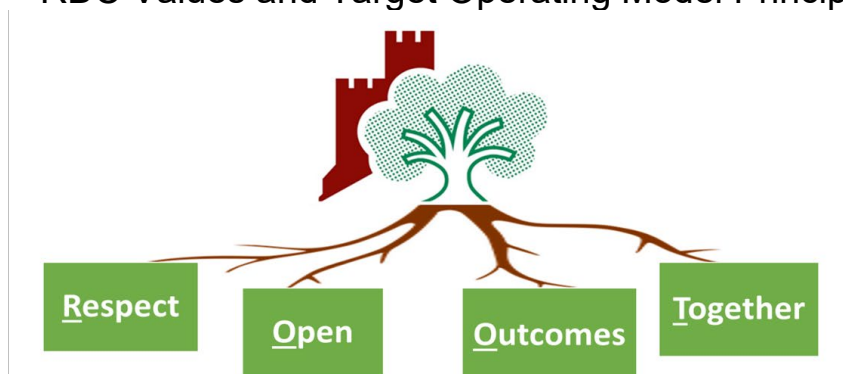 Values and Target Operating Model
Respect
Open
Outcomes
Together